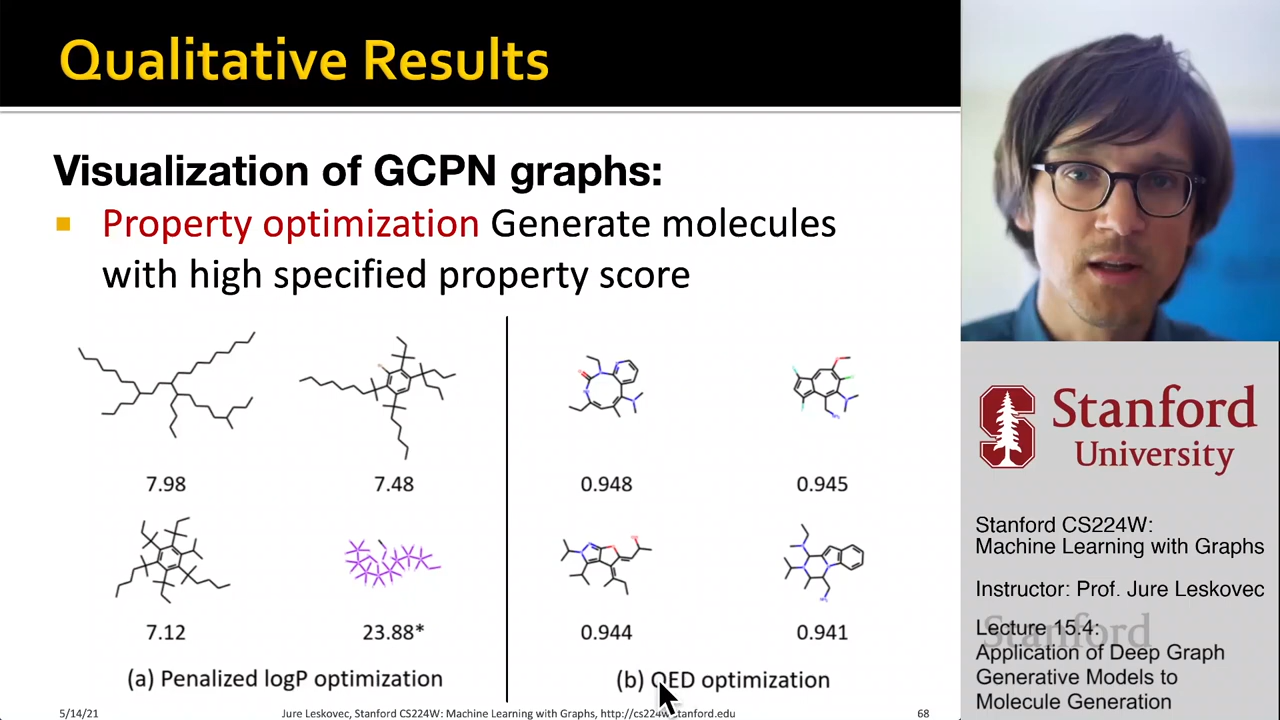 Qualitative Results
Visualization of GCPN graphs:
Property optimization Generate molecules
with high specified property score
7.98
7.48
0.948
0.945
7.12
23.88*
0.944
0.941
(a) Penalized logP optimization
(b) QED optimization
5/14/21
Jure Leskovec, Stanford CS224W: Machine Learning with Graphs, http://cs224w.stanford.edu
68
Stanford
University
Stanford CS224W:
Machine Learning with Graphs
Instructor: Prof. Jure Leskovec
Stanford
Lecture 15.4:
Application of Deep Graph
Generative Models to
Molecule Generation